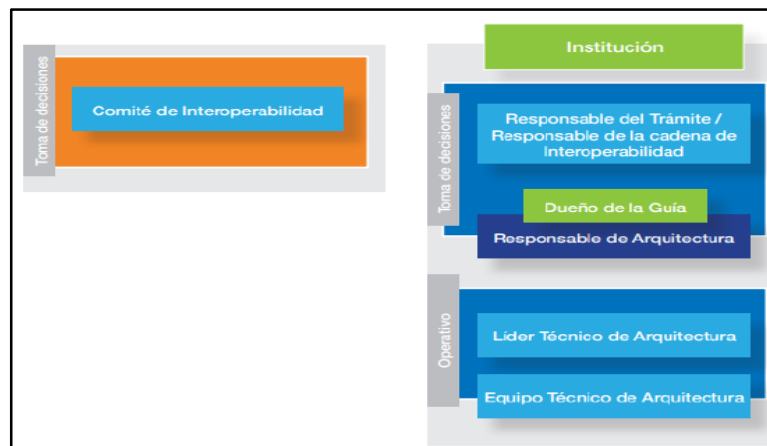 Toma de decisiones
Comité de Interoperabilidad
Institución
Toma de decisiones
Responsable del Trámite /
Responsable de la cadena de
Interoperabilidad
Dueño de la Guía
Responsable de Arquitectura
Operativo
Líder Técnico de Arquitectura
Equipo Técnico de Arquitectura